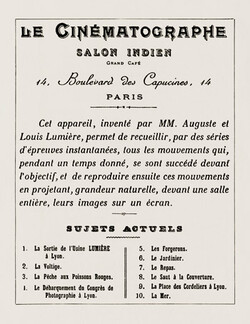 LE CINÉMATOGRAPHE
SALON INDIEN
GRAND CAFÉ
14, Boulevard des Capucines, 14
PARIS
Cet appareil, inventé par MM. Auguste et
Louis Lumière, permet de recueillir, par des séries
d'épreuves instantanées, tous les mouvements qui,
pendant un temps donné, se sont succédé devant
l'objectif, et de reproduire ensuite ces mouvements
en projetant, grandeur naturelle, devant une salle
entière, leurs images sur un écran.
SUJETS ACTUELS
1. La Sortie de l'Usine LUMIÈRE
à Lyon.
2. La Voltige.
3. La Pêche aux Poissons Rouges.
4. Le Débarquement du Congrès de
Photographie à Lyon.
5. Les Forgerons.
6. Le Jardinier.
7. Le Repas.
8. Le Saut à la Couverture.
9. La Place des Cordeliers à Lyon.
10. La Mer.